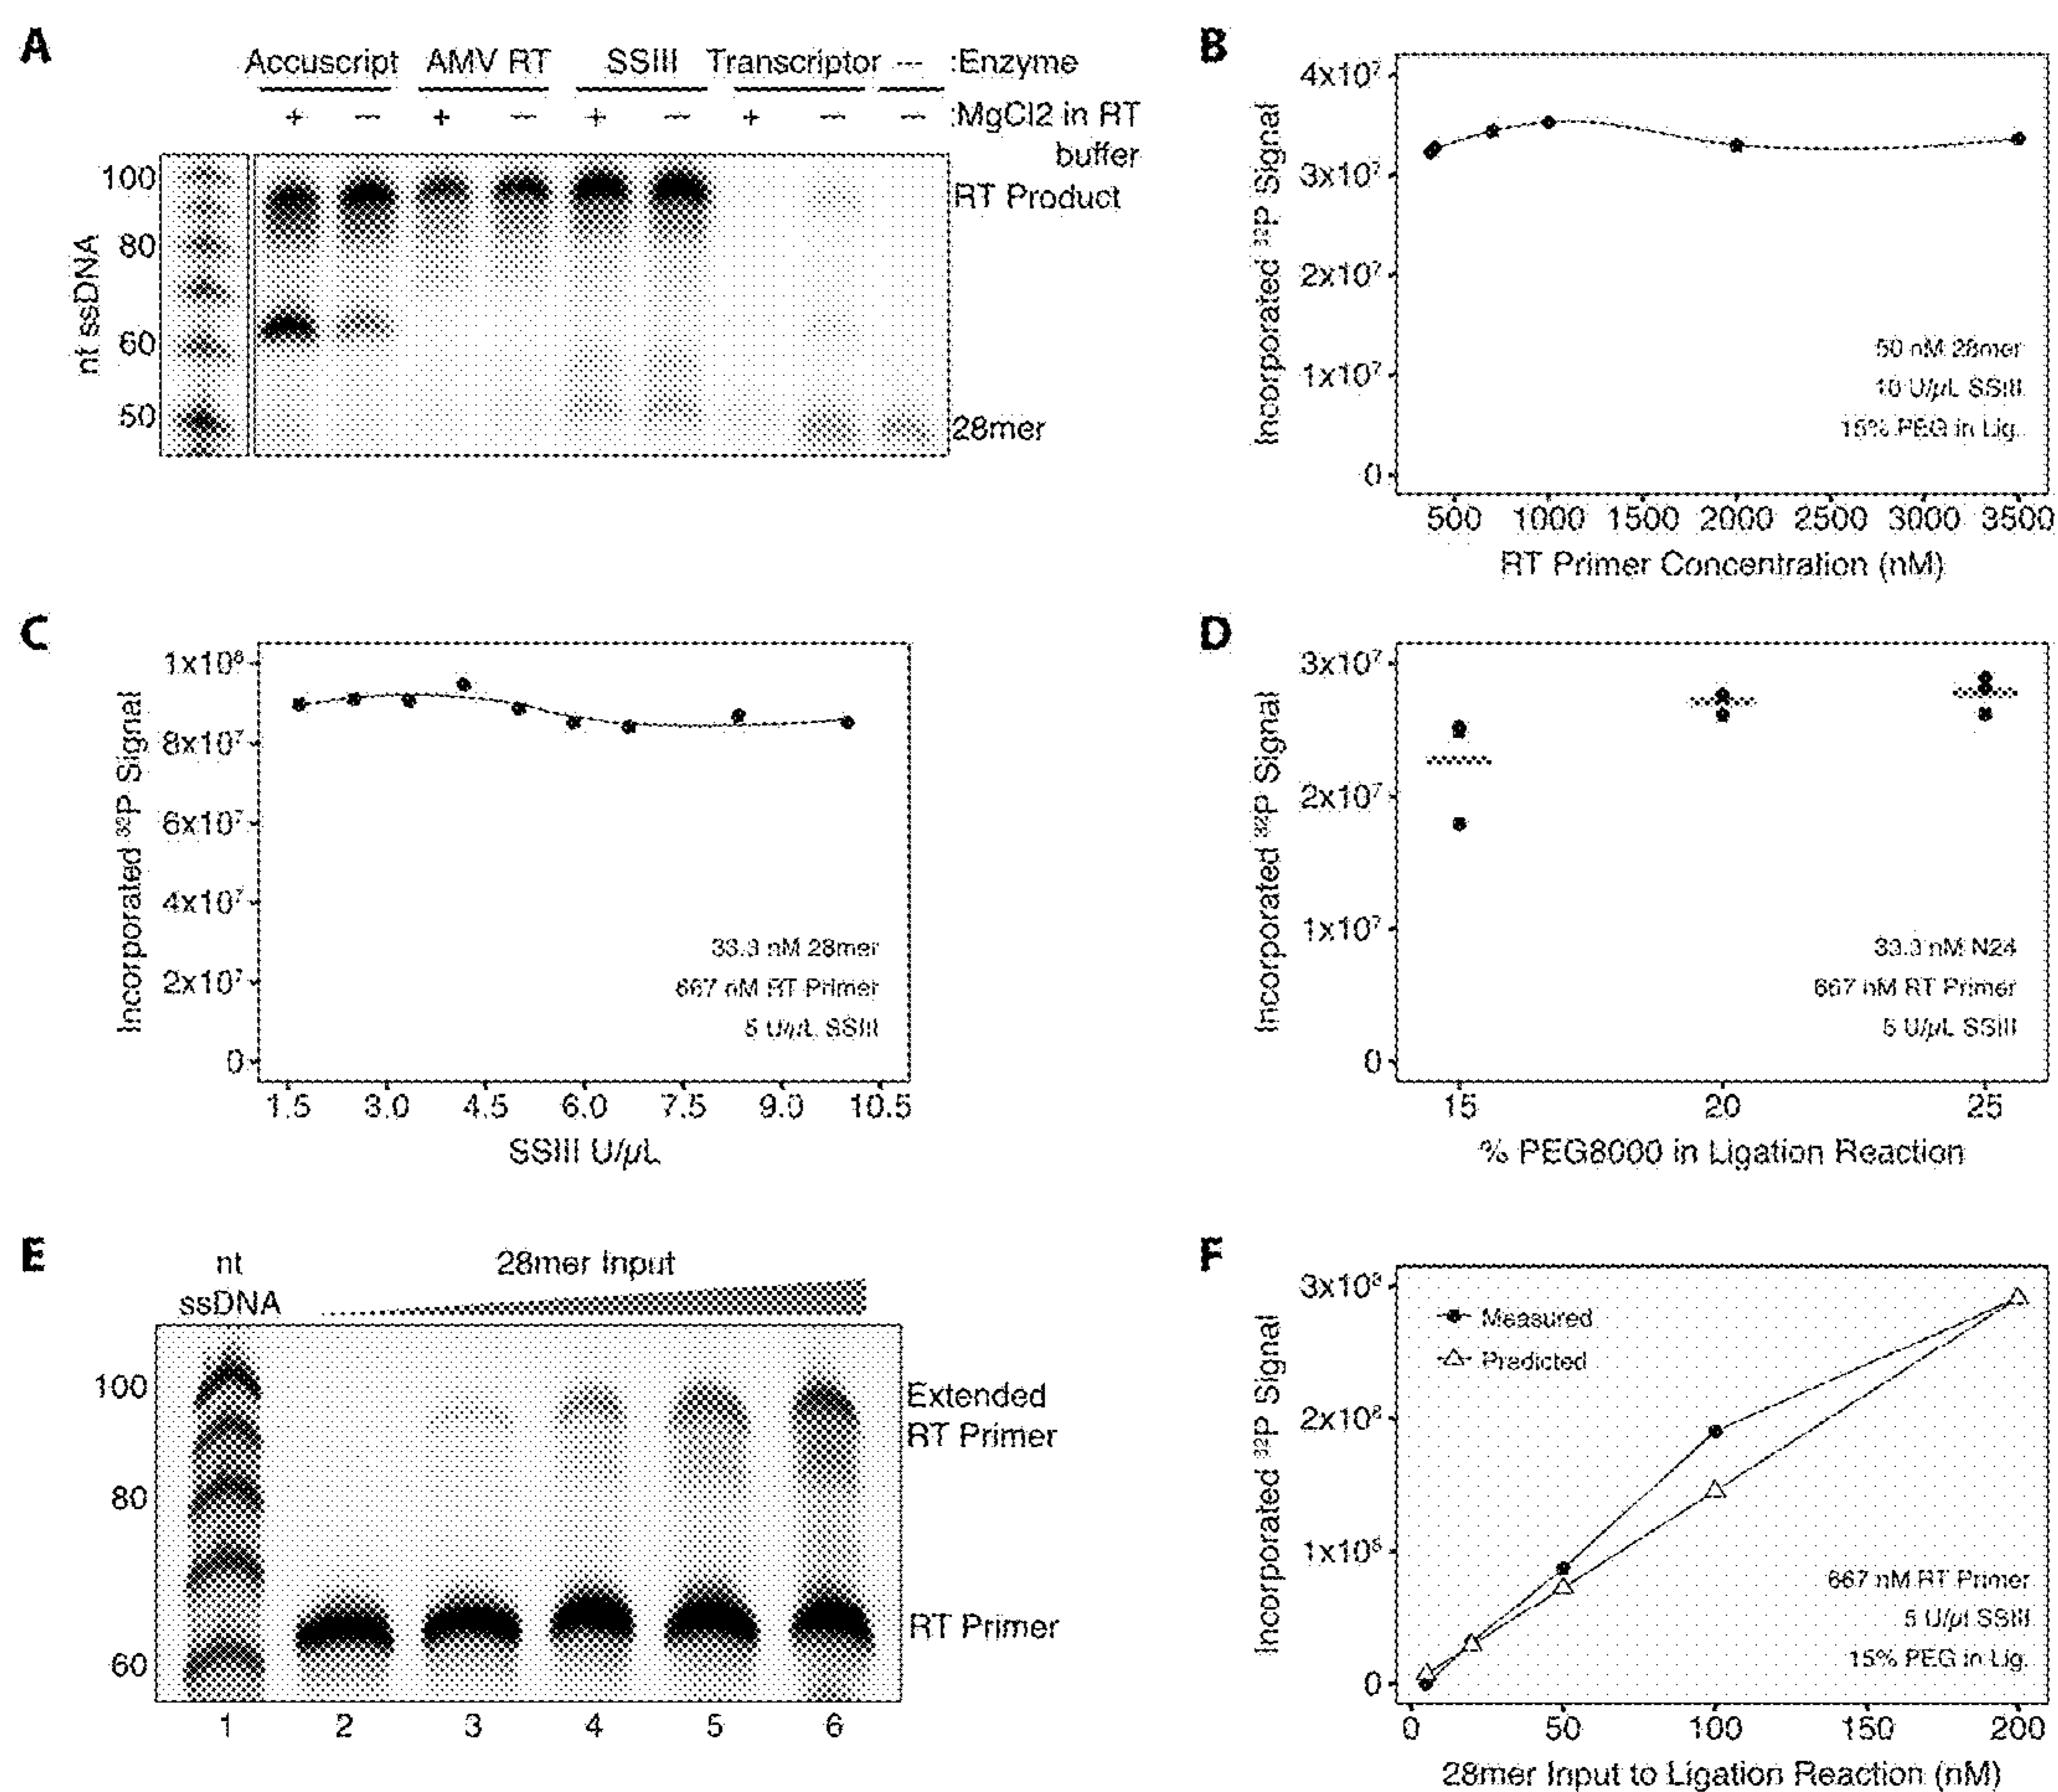 A
Accuscript AMV RT SSIII Transcriptor --- :Enzyme
+ — + — + — + — — :MgCl2 in RT
buffer
100
80
60
50
nt ssDNA
RT Product
28mer
B
4x10⁷
3x10⁷
2x10⁷
1x10⁷
0
Incorporated ³²P Signal
50 nM 28mer
10 U/µL SSIII
15% PEG in Lig.
500 1000 1500 2000 2500 3000 3500
RT Primer Concentration (nM)
C
1x10⁸
8x10⁷
6x10⁷
4x10⁷
2x10⁷
0
Incorporated ³²P Signal
33.3 nM 28mer
667 nM RT Primer
5 U/µL SSIII
1.5 3.0 4.5 6.0 7.5 9.0 10.5
SSIII U/µL
D
3x10⁷
2x10⁷
1x10⁷
0
Incorporated ³²P Signal
33.3 nM N24
667 nM RT Primer
5 U/µL SSIII
15 20 25
% PEG8000 in Ligation Reaction
E
nt
ssDNA
28mer Input
100
80
60
Extended
RT Primer
RT Primer
1 2 3 4 5 6
F
3x10⁸
2x10⁸
1x10⁸
0
Incorporated ³²P Signal
Measured
Predicted
667 nM RT Primer
5 U/µl SSIII
15% PEG in Lig.
0 50 100 150 200
28mer Input to Ligation Reaction (nM)